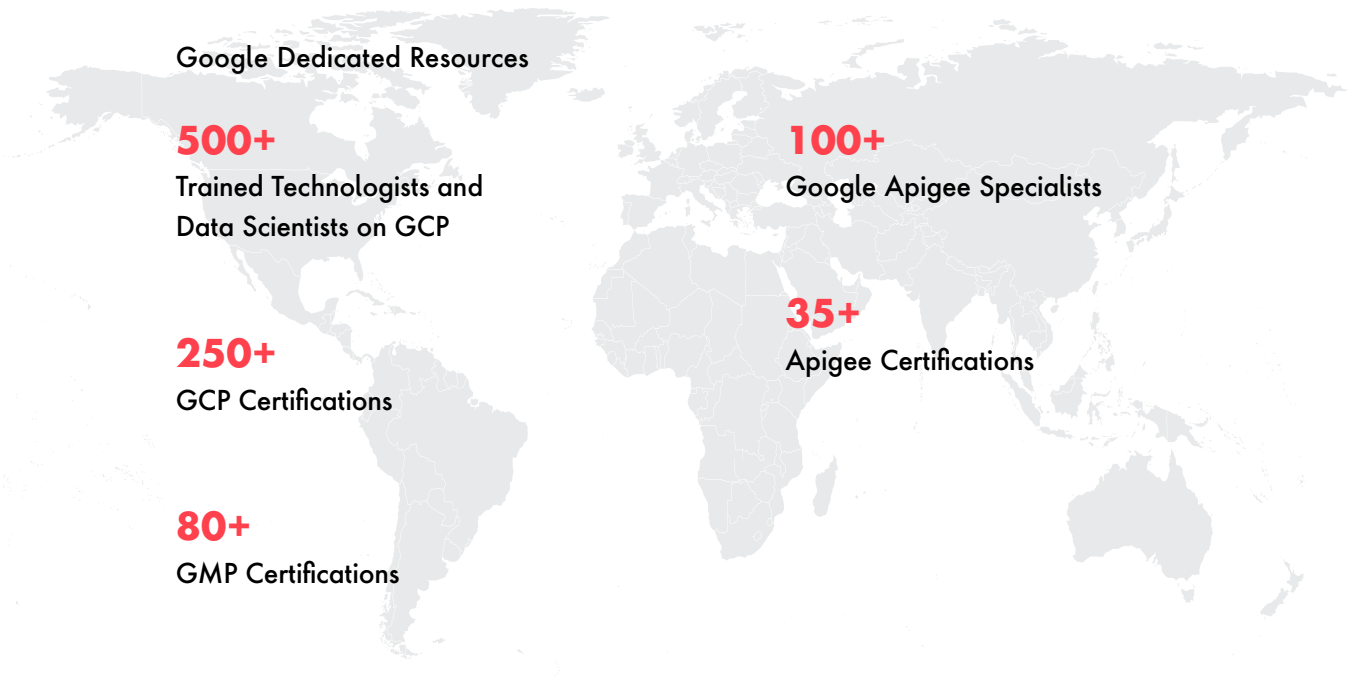 Google Dedicated Resources
500+
Trained Technologists and
Data Scientists on GCP
250+
GCP Certifications
80+
GMP Certifications
100+
Google Apigee Specialists
35+
Apigee Certifications